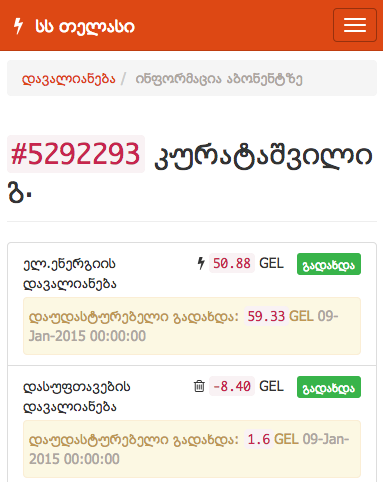 სს თელასი
დავალიანება / ინფორმაცია აბონენტზე
#5292293 კურატაშვილი
გ.
ელ.ენერგიის 50.88 GEL გადახდა
დავალიანება
დაუდასტურებელი გადახდა: 59.33 GEL 09-
Jan-2015 00:00:00
დასუფთავების -8.40 GEL გადახდა
დავალიანება
დაუდასტურებელი გადახდა: 1.6 GEL 09-Jan-
2015 00:00:00